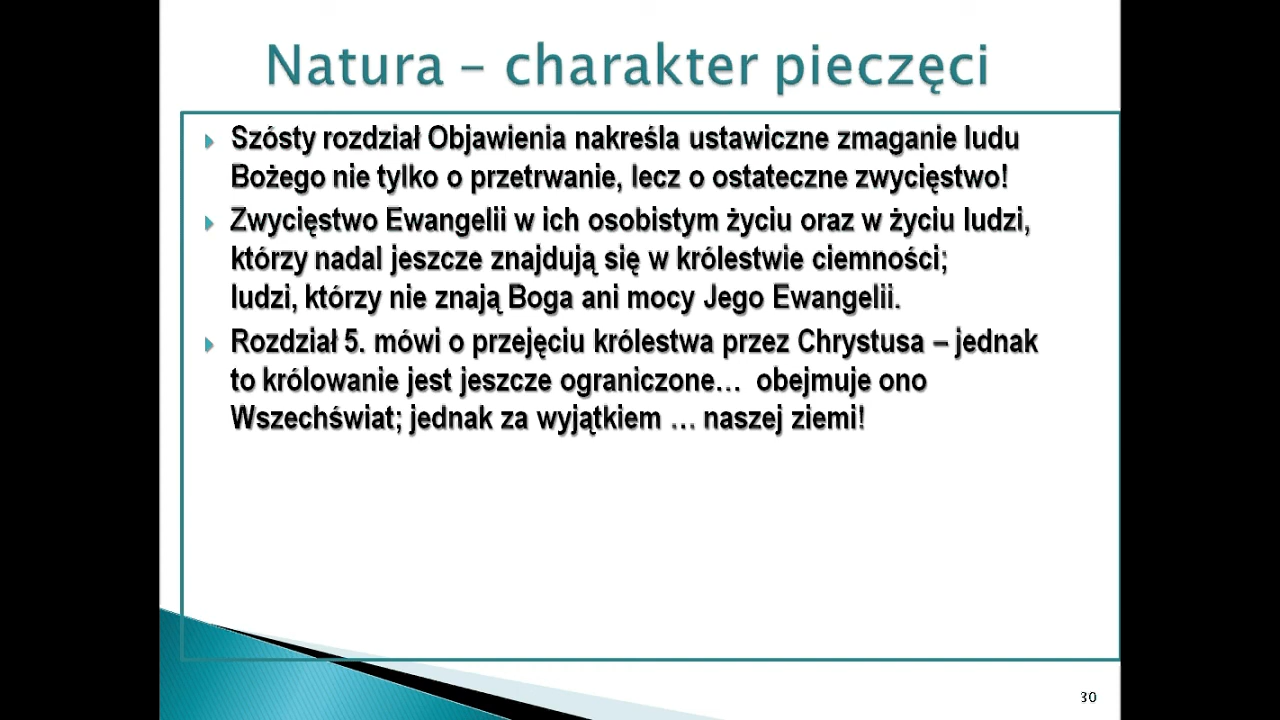 Natura – charakter pieczęci
Szósty rozdział Objawienia nakreśla ustawiczne zmaganie ludu
Bożego nie tylko o przetrwanie, lecz o ostateczne zwycięstwo!
Zwycięstwo Ewangelii w ich osobistym życiu oraz w życiu ludzi,
którzy nadal jeszcze znajdują się w królestwie ciemności;
ludzi, którzy nie znają Boga ani mocy Jego Ewangelii.
Rozdział 5. mówi o przejęciu królestwa przez Chrystusa – jednak
to królowanie jest jeszcze ograniczone… obejmuje ono
Wszechświat; jednak za wyjątkiem … naszej ziemi!
30